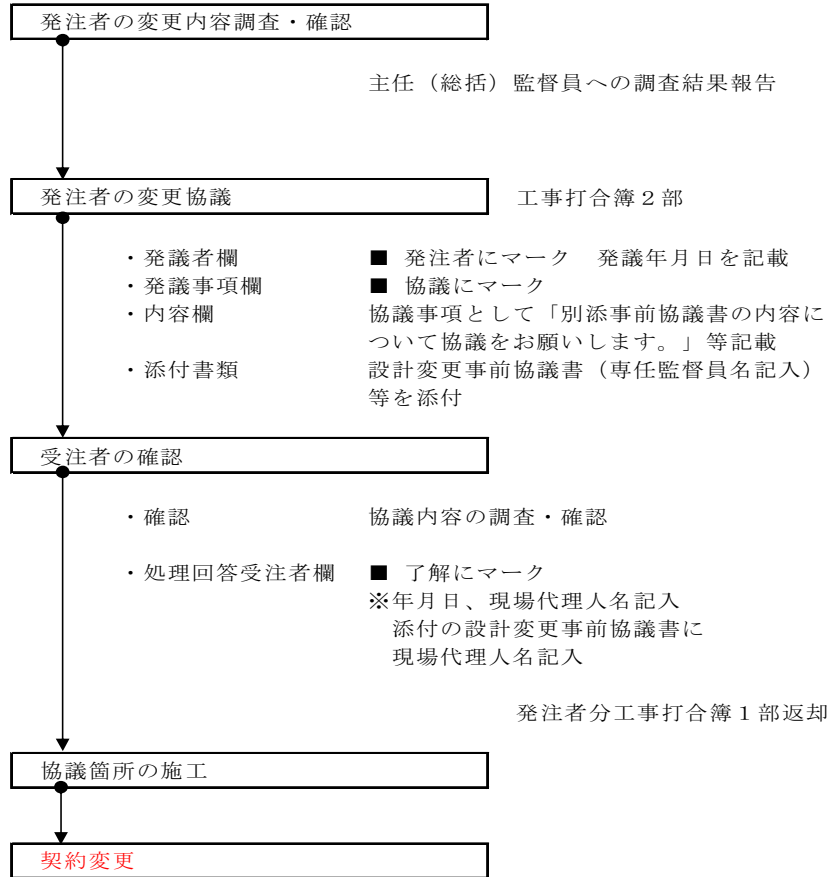 発注者の変更内容調査・確認
主任（総括）監督員への調査結果報告
発注者の変更協議　工事打合簿２部
・発議者欄　■ 発注者にマーク　発議年月日を記載
・発議事項欄　■ 協議にマーク
・内容欄　協議事項として「別添事前協議書の内容に
ついて協議をお願いします。」等記載
・添付書類　設計変更事前協議書（専任監督員名記入）
等を添付
受注者の確認
・確認　協議内容の調査・確認
・処理回答受注者欄　■ 了解にマーク
※年月日、現場代理人名記入
添付の設計変更事前協議書に
現場代理人名記入
発注者分工事打合簿１部返却
協議箇所の施工
契約変更